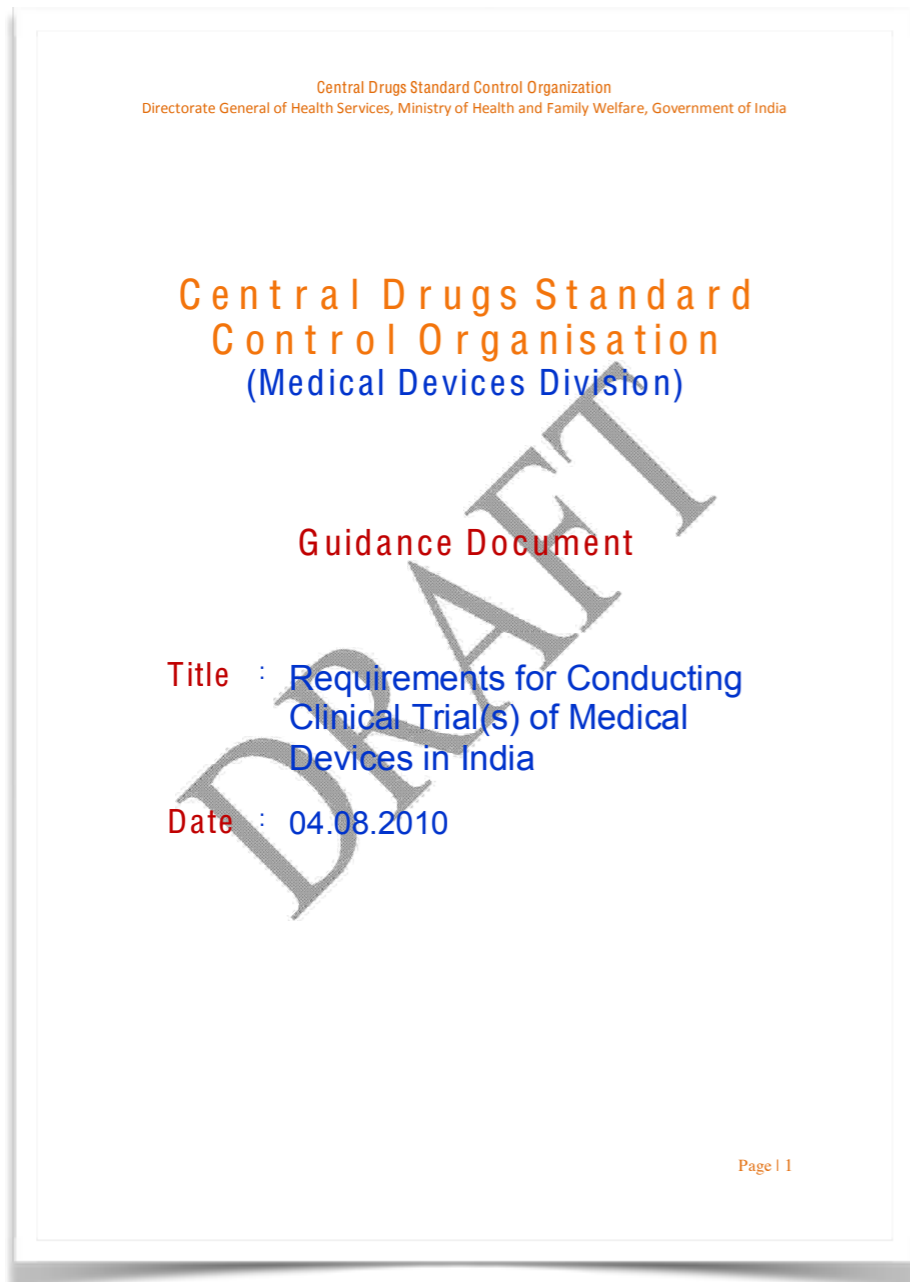 Central Drugs Standard Control Organization
Directorate General of Health Services, Ministry of Health and Family Welfare, Government of India
Central Drugs Standard
Control Organisation
(Medical Devices Division)
Guidance Document
Title : Requirements for Conducting
Clinical Trial(s) of Medical
Devices in India
Date : 04.08.2010
DRAFT
Page | 1